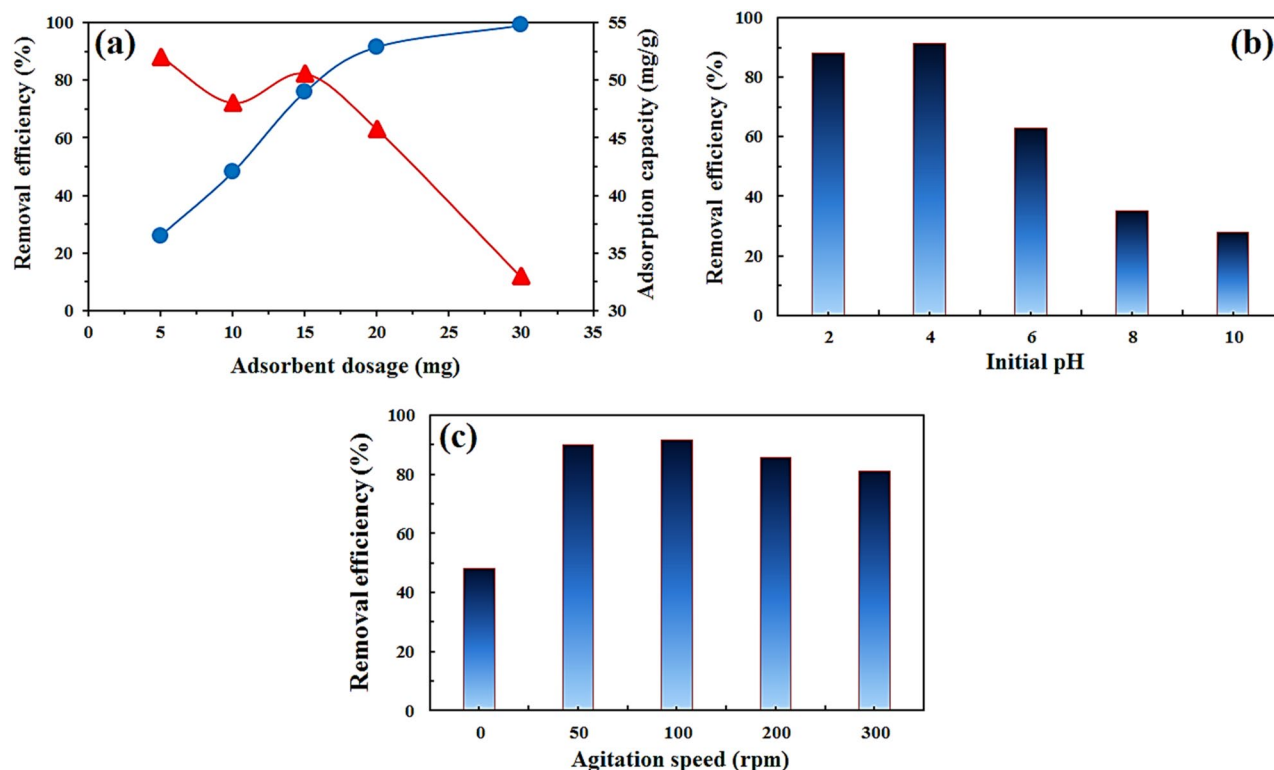 (a)
Removal efficiency (%)
100
80
60
40
20
0
0 5 10 15 20 25 30 35
Adsorbent dosage (mg)
55
50
45
40
35
30
Adsorption capacity (mg/g)
(b)
Removal efficiency (%)
100
80
60
40
20
0
2 4 6 8 10
Initial pH
(c)
Removal efficiency (%)
100
80
60
40
20
0
0 50 100 200 300
Agitation speed (rpm)